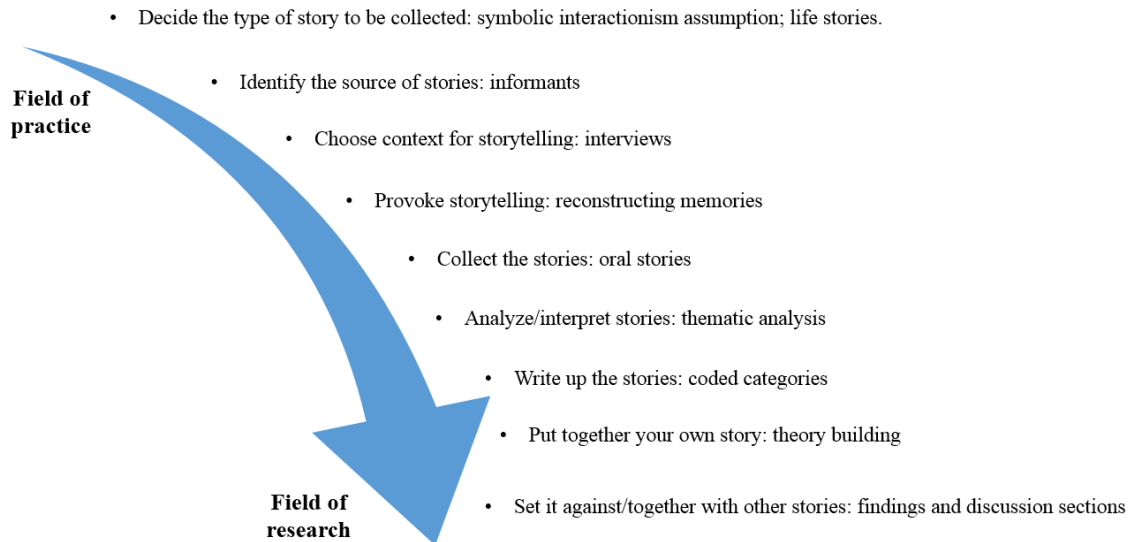 • Decide the type of story to be collected: symbolic interactionism assumption; life stories.
• Identify the source of stories: informants
Field of
practice
• Choose context for storytelling: interviews
• Provoke storytelling: reconstructing memories
• Collect the stories: oral stories
• Analyze/interpret stories: thematic analysis
• Write up the stories: coded categories
• Put together your own story: theory building
Field of
research
• Set it against/together with other stories: findings and discussion sections